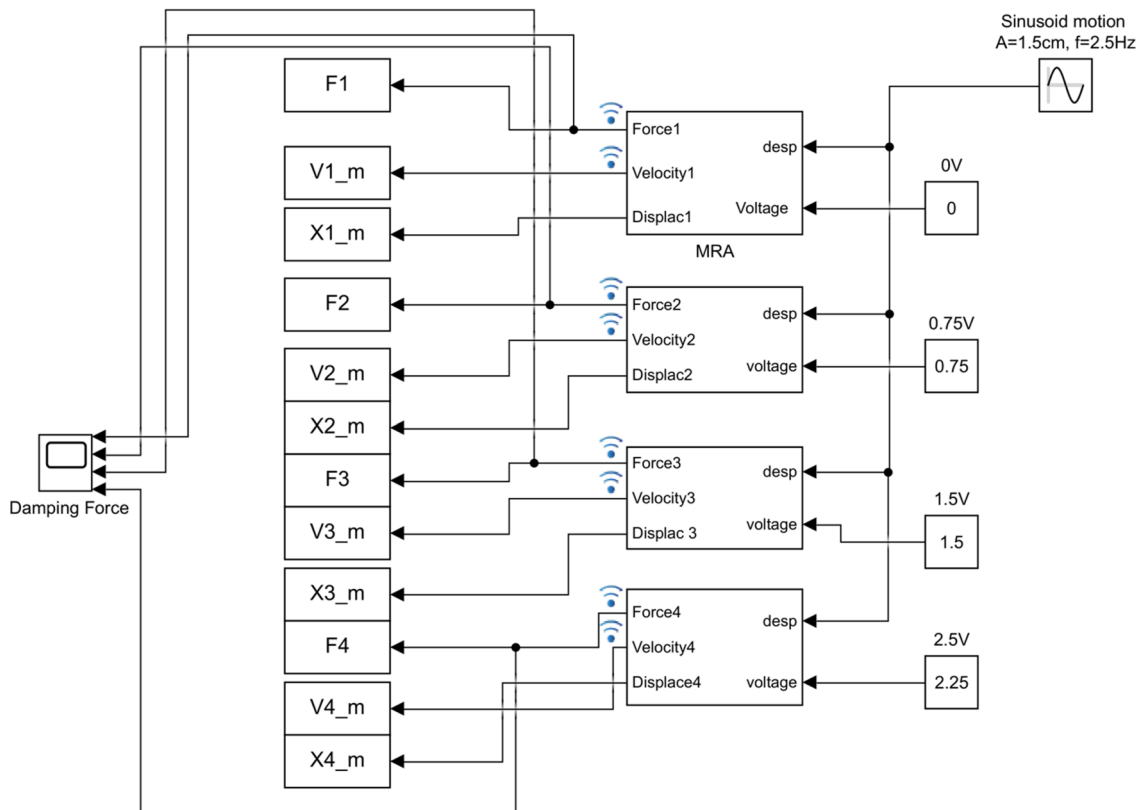 Sinusoid motion
A=1.5cm, f=2.5Hz
F1
Force1
desp
V1_m
Velocity1
0V
X1_m
Displac1
Voltage
0
MRA
F2
Force2
desp
0.75V
Velocity2
V2_m
Displac2
voltage
0.75
X2_m
F3
Force3
desp
Velocity3
1.5V
V3_m
Displac 3
voltage
1.5
Damping Force
X3_m
Force4
desp
F4
Velocity4
2.5V
Displace4
voltage
2.25
V4_m
X4_m